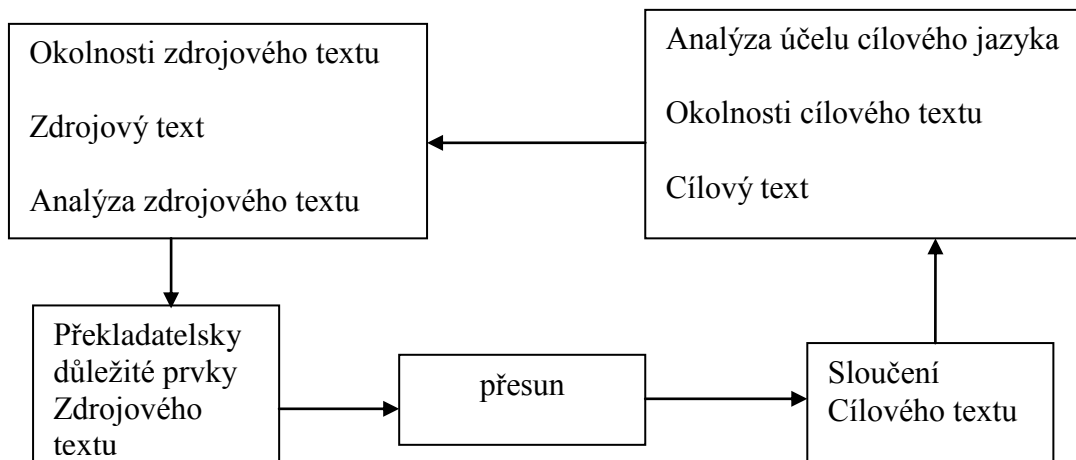 Okolnosti zdrojového textu
Zdrojový text
Analýza zdrojového textu
Analýza účelu cílového jazyka
Okolnosti cílového textu
Cílový text
Překladatelsky
důležité prvky
Zdrojového
textu
přesun
Sloučení
Cílového textu